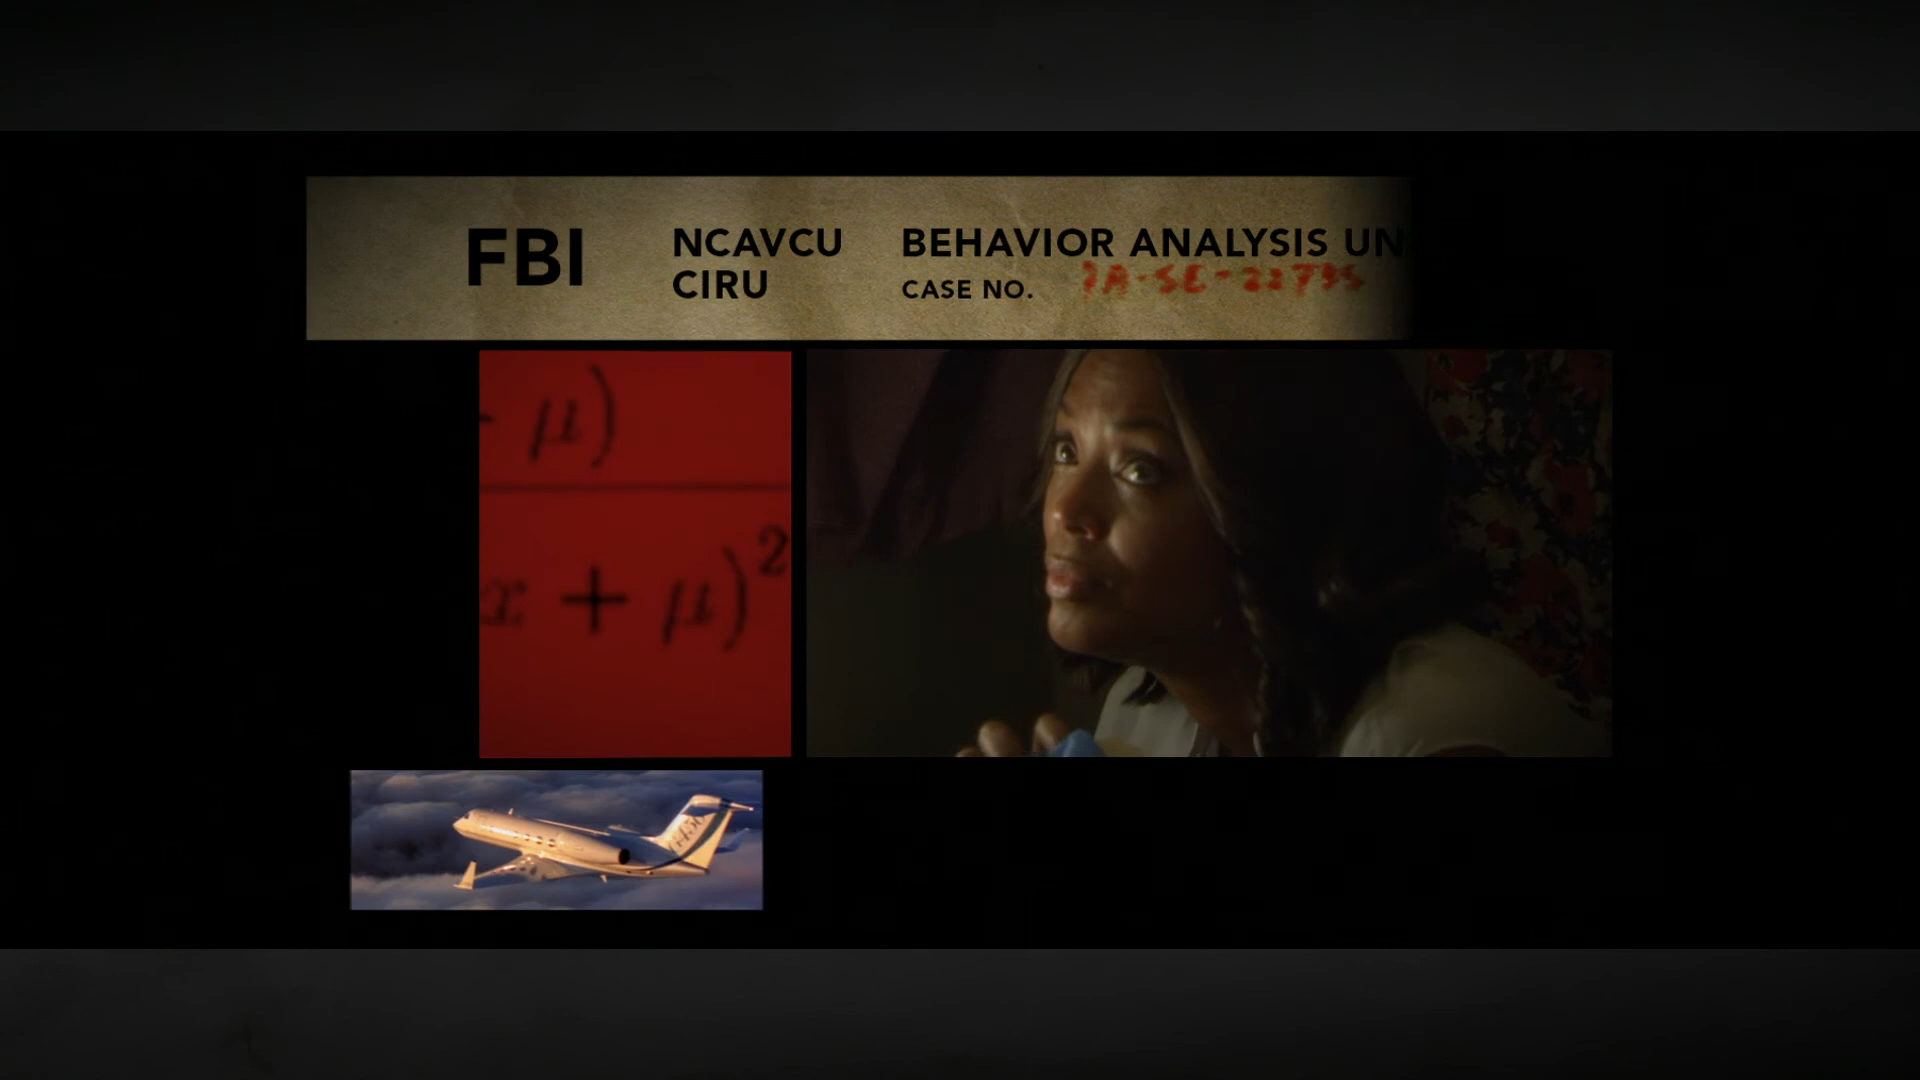 FBI
NCAVCU
CIRU
BEHAVIOR ANALYSIS UN
CASE NO.
μ)
x + μ)²